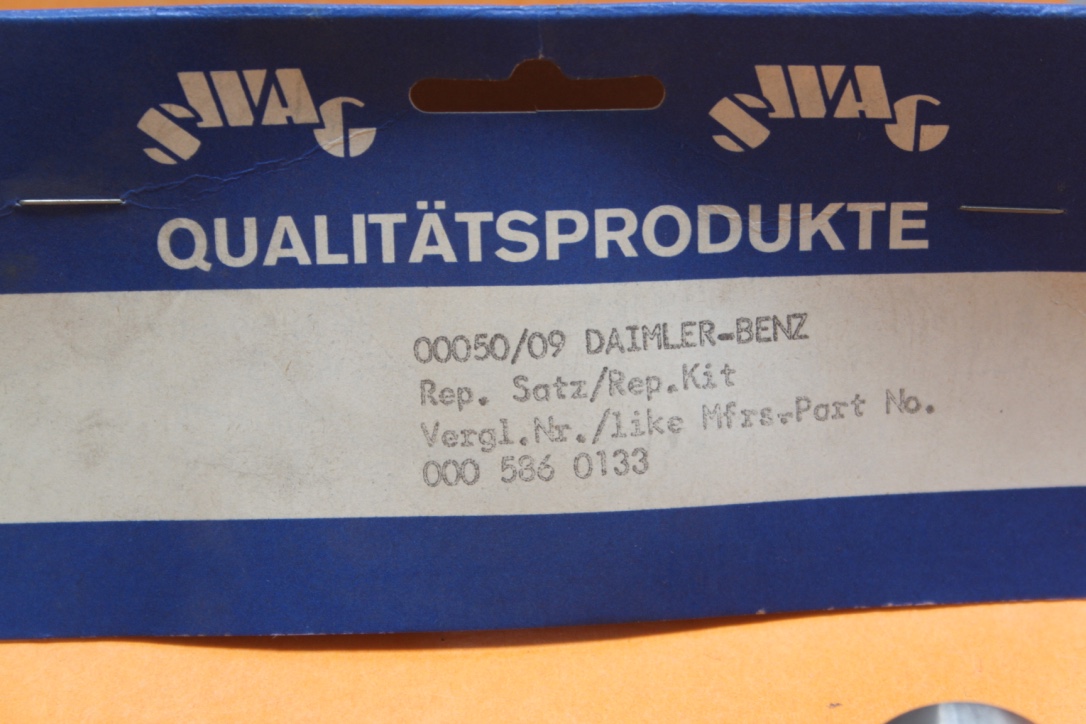 SWAG SWAG
QUALITÄTSPRODUKTE
00050/09 DAIMLER-BENZ
Rep. Satz/Rep.Kit
Vergl.Nr./like Mfrs.Part No.
000 586 0133